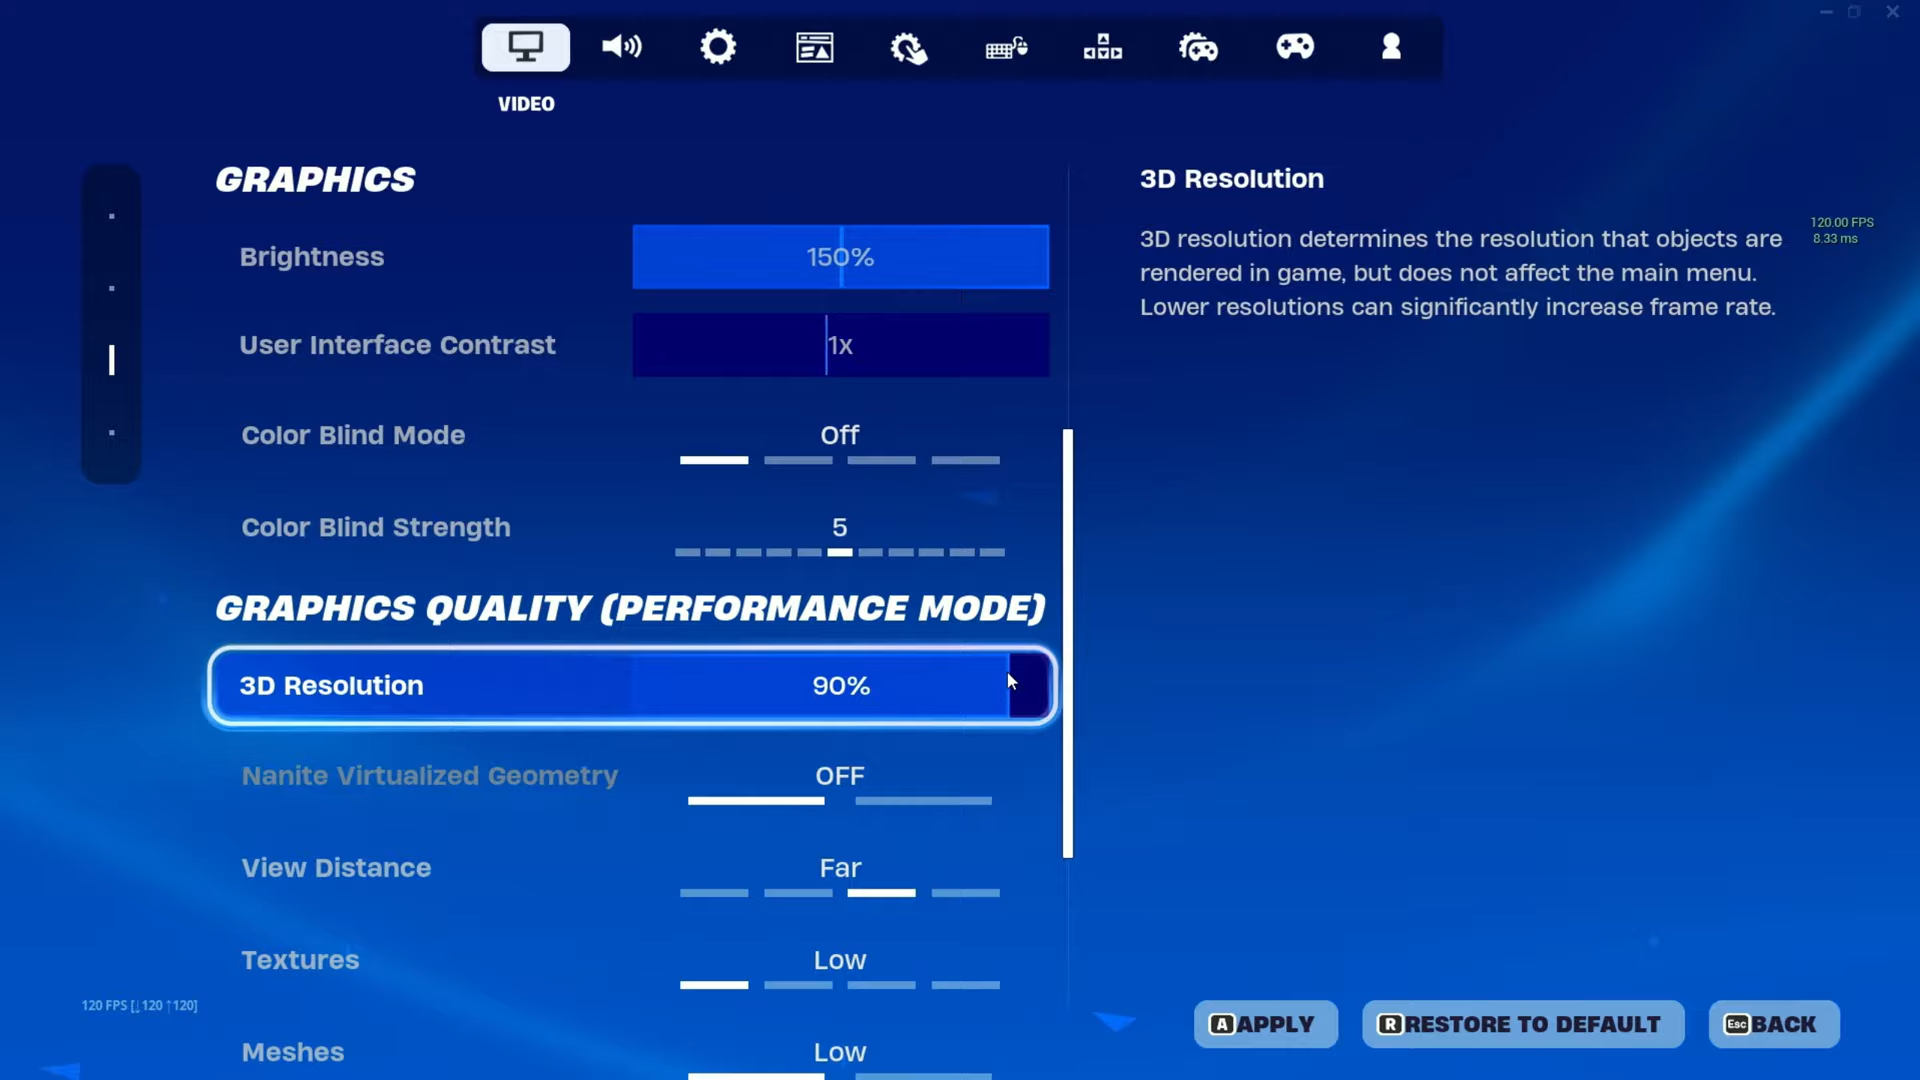 VIDEO
GRAPHICS
Brightness
150%
User Interface Contrast
1x
Color Blind Mode
Off
Color Blind Strength
5
GRAPHICS QUALITY (PERFORMANCE MODE)
3D Resolution
90%
Nanite Virtualized Geometry
OFF
View Distance
Far
Textures
Low
Meshes
Low
3D Resolution
3D resolution determines the resolution that objects are
rendered in game, but does not affect the main menu.
Lower resolutions can significantly increase frame rate.
120.00 FPS
8.33 ms
120 FPS [↓120 ↑120]
A APPLY
R RESTORE TO DEFAULT
Esc BACK